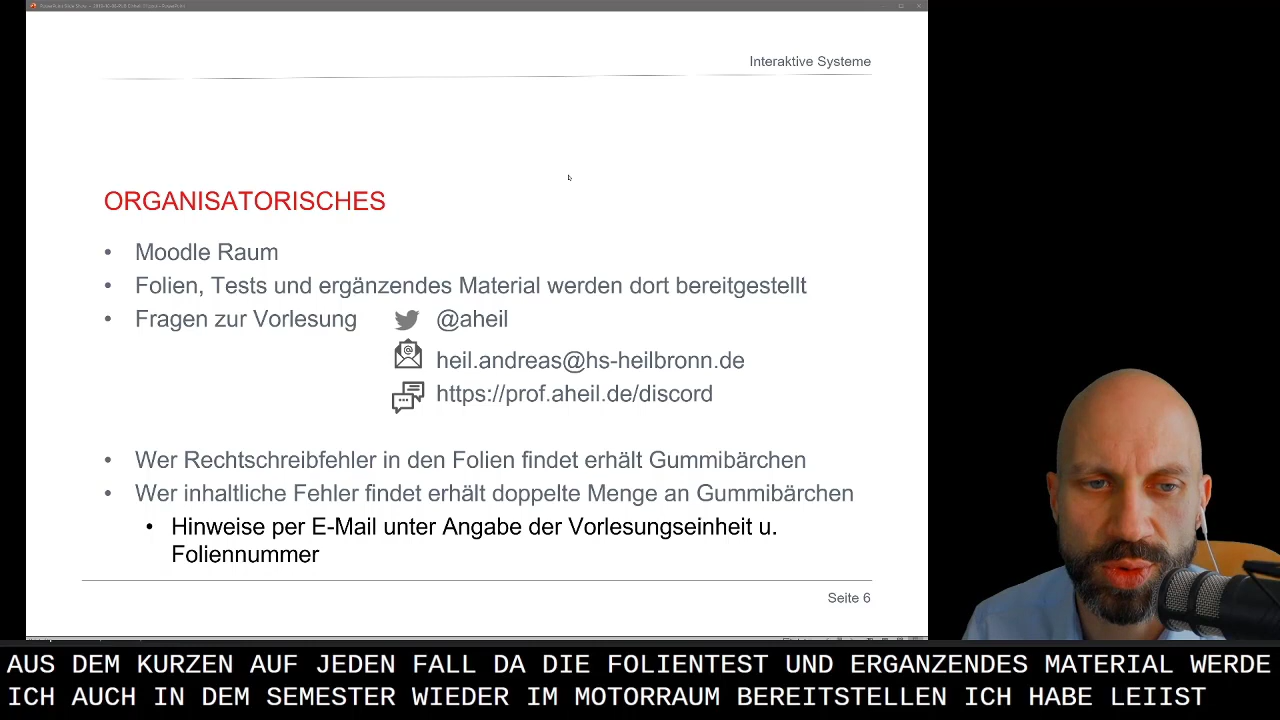 Interaktive Systeme
ORGANISATORISCHES
• Moodle Raum
• Folien, Tests und ergänzendes Material werden dort bereitgestellt
• Fragen zur Vorlesung @aheil
heil.andreas@hs-heilbronn.de
https://prof.aheil.de/discord
• Wer Rechtschreibfehler in den Folien findet erhält Gummibärchen
• Wer inhaltliche Fehler findet erhält doppelte Menge an Gummibärchen
• Hinweise per E-Mail unter Angabe der Vorlesungseinheit u.
Foliennummer
Seite 6
AUS DEM KURZEN AUF JEDEN FALL DA DIE FOLIENTEST UND ERGANZENDES MATERIAL WERDE
ICH AUCH IN DEM SEMESTER WIEDER IM MOTORRAUM BEREITSTELLEN ICH HABE LEIIST